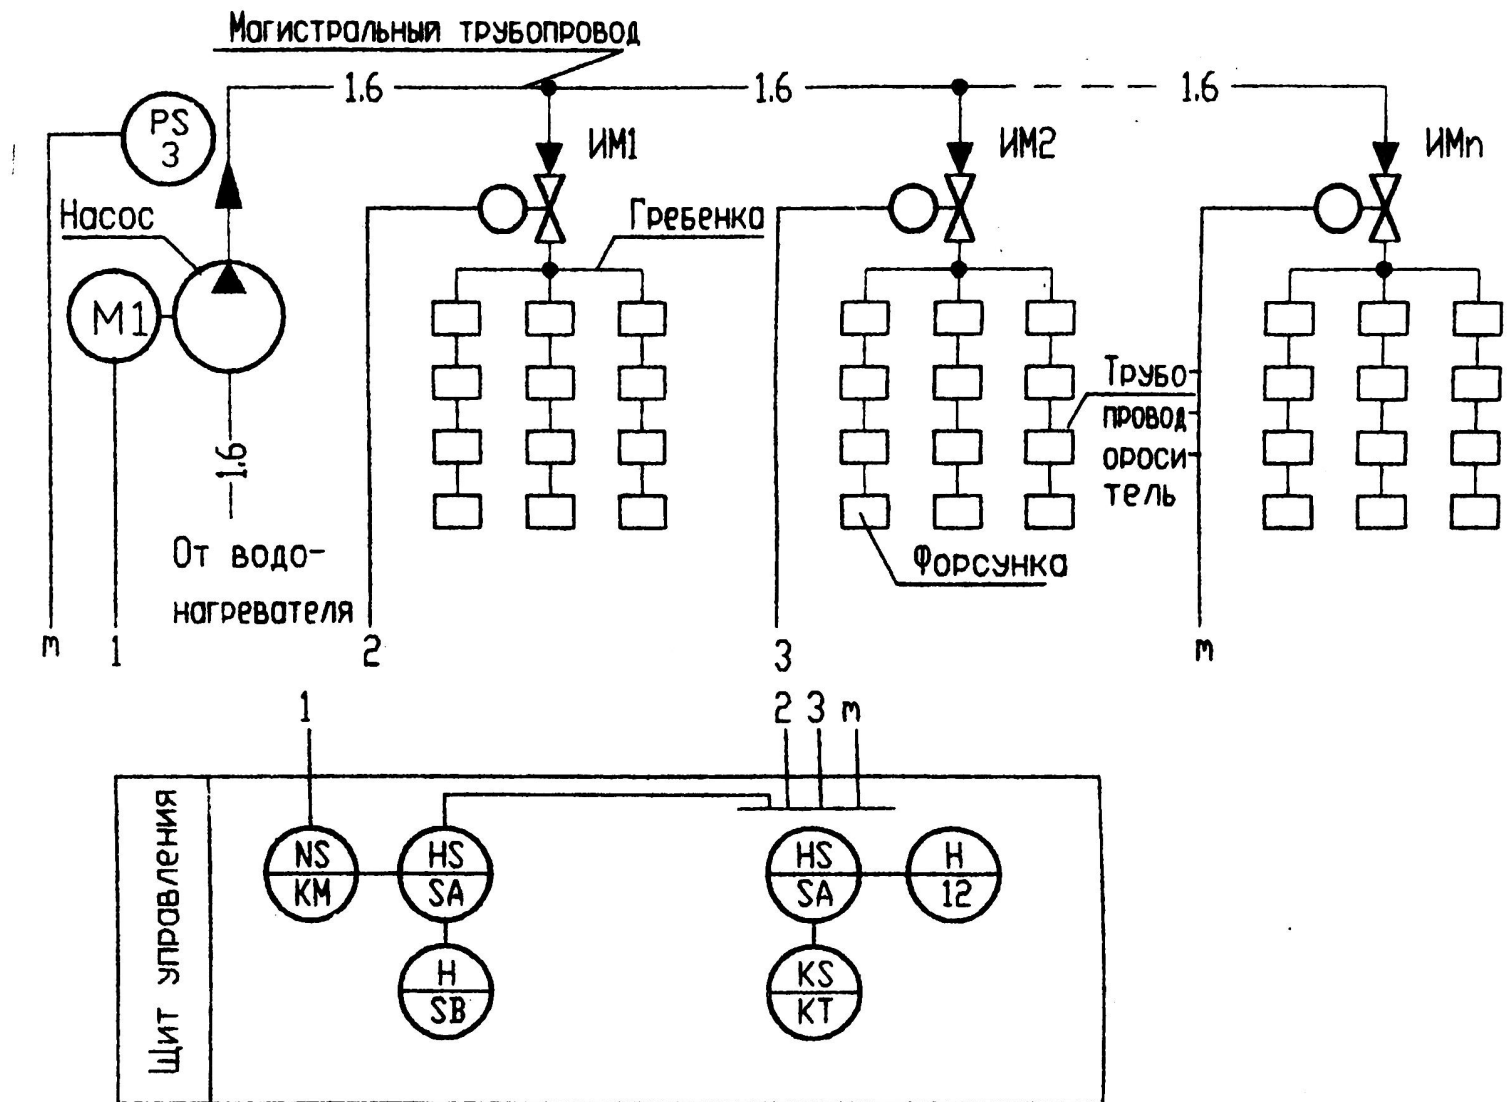 Магистральный трубопровод
1.6
1.6
1.6
PS
3
ИМ1
ИМ2
ИМn
Насос
Гребенка
М1
Трубо-
провод-
ороси-
тель
1.6
От водо-
нагревателя
Форсунка
m
1
2
3
m
1
2 3 m
Щит управления
NS
KM
HS
SA
HS
SA
H
12
H
SB
KS
KT